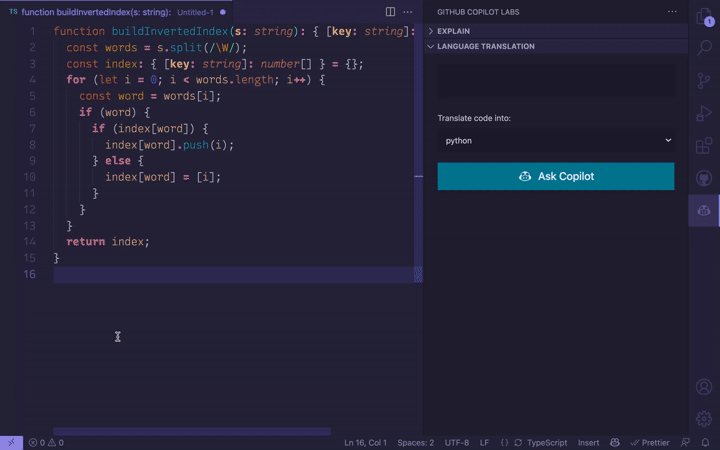 TS function buildInvertedIndex(s: string): Untitled-1
GITHUB COPILOT LABS
1 function buildInvertedIndex(s: string): { [key: string]:
2 const words = s.split(/\W/);
3 const index: { [key: string]: number[] } = {};
4 for (let i = 0; i < words.length; i++) {
5 const word = words[i];
6 if (word) {
7 if (index[word]) {
8 index[word].push(i);
9 } else {
10 index[word] = [i];
11 }
12 }
13 }
14 return index;
15 }
16
EXPLAIN
LANGUAGE TRANSLATION
Translate code into:
python
Ask Copilot
1
0 0
Ln 16, Col 1 Spaces: 2 UTF-8 LF {} TypeScript Insert Prettier